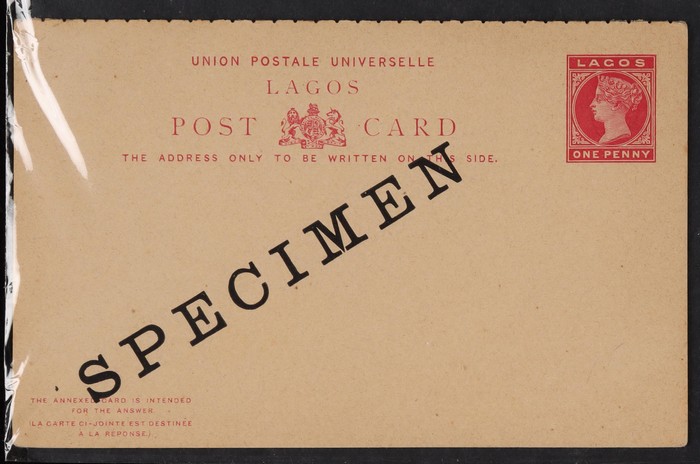 UNION POSTALE UNIVERSELLE
LAGOS
POST CARD
THE ADDRESS ONLY TO BE WRITTEN ON THIS SIDE.
LAGOS
ONE PENNY
SPECIMEN
THE ANNEXED CARD IS INTENDED
FOR THE ANSWER.
(LA CARTE CI-JOINTE EST DESTINÉE
À LA RÉPONSE.)